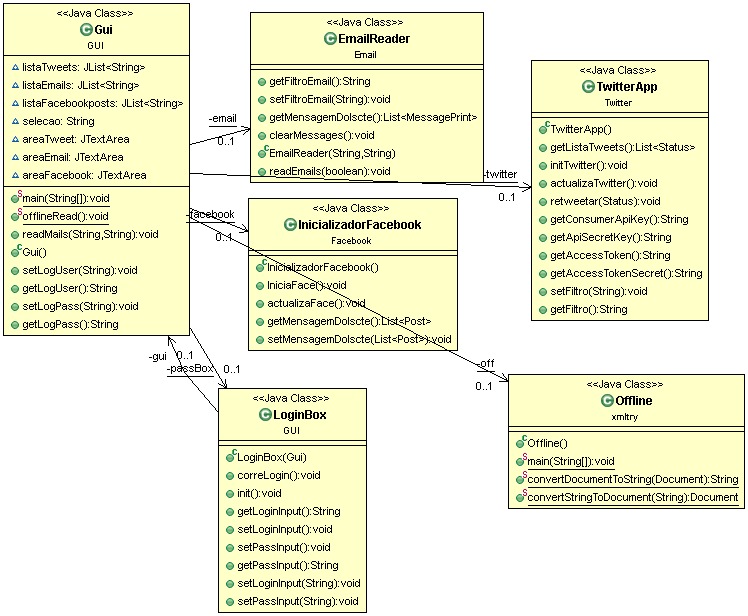 <<Java Class>>
Gui
GUI
listaTweets: JList<String>
listaEmails: JList<String>
listaFacebookposts: JList<String>
selecao: String
areaTweet: JTextArea
areaEmail: JTextArea
areaFacebook: JTextArea
main(String[]):void
offlineRead():void
readMails(String,String):void
Gui()
setLogUser(String):void
getLogUser():String
setLogPass(String):void
getLogPass():String
<<Java Class>>
EmailReader
Email
getFiltroEmail():String
setFiltroEmail(String):void
getMensagemDoIscte():List<MessagePrint>
clearMessages():void
EmailReader(String,String)
readEmails(boolean):void
<<Java Class>>
TwitterApp
Twitter
TwitterApp()
getListaTweets():List<Status>
initTwitter():void
actualizaTwitter():void
retweetar(Status):void
getConsumerApiKey():String
getApiSecretKey():String
getAccessToken():String
getAccessTokenSecret():String
setFiltro(String):void
getFiltro():String
-email
0..1
-twitter
0..1
-facebook
0..1
<<Java Class>>
InicializadorFacebook
Facebook
InicializadorFacebook()
IniciaFace():void
actualizaFace():void
getMensagemDoIscte():List<Post>
setMensagemDoIscte(List<Post>):void
-gui
0..1
-passBox
0..1
-off
0..1
<<Java Class>>
LoginBox
GUI
LoginBox(Gui)
correLogin():void
init():void
getLoginInput():String
setLoginInput():void
setPassInput():void
getPassInput():String
setLoginInput(String):void
setPassInput(String):void
<<Java Class>>
Offline
xmltry
Offline()
main(String[]):void
convertDocumentToString(Document):String
convertStringToDocument(String):Document